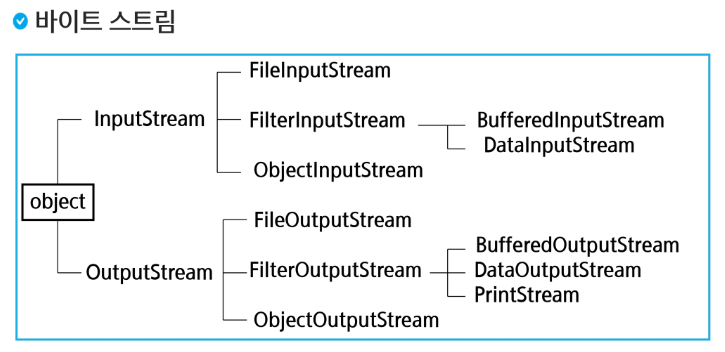 바이트 스트림
FileInputStream
InputStream FilterInputStream BufferedInputStream
DataInputStream
ObjectInputStream
object
FileOutputStream
BufferedOutputStream
OutputStream FilterOutputStream DataOutputStream
PrintStream
ObjectOutputStream